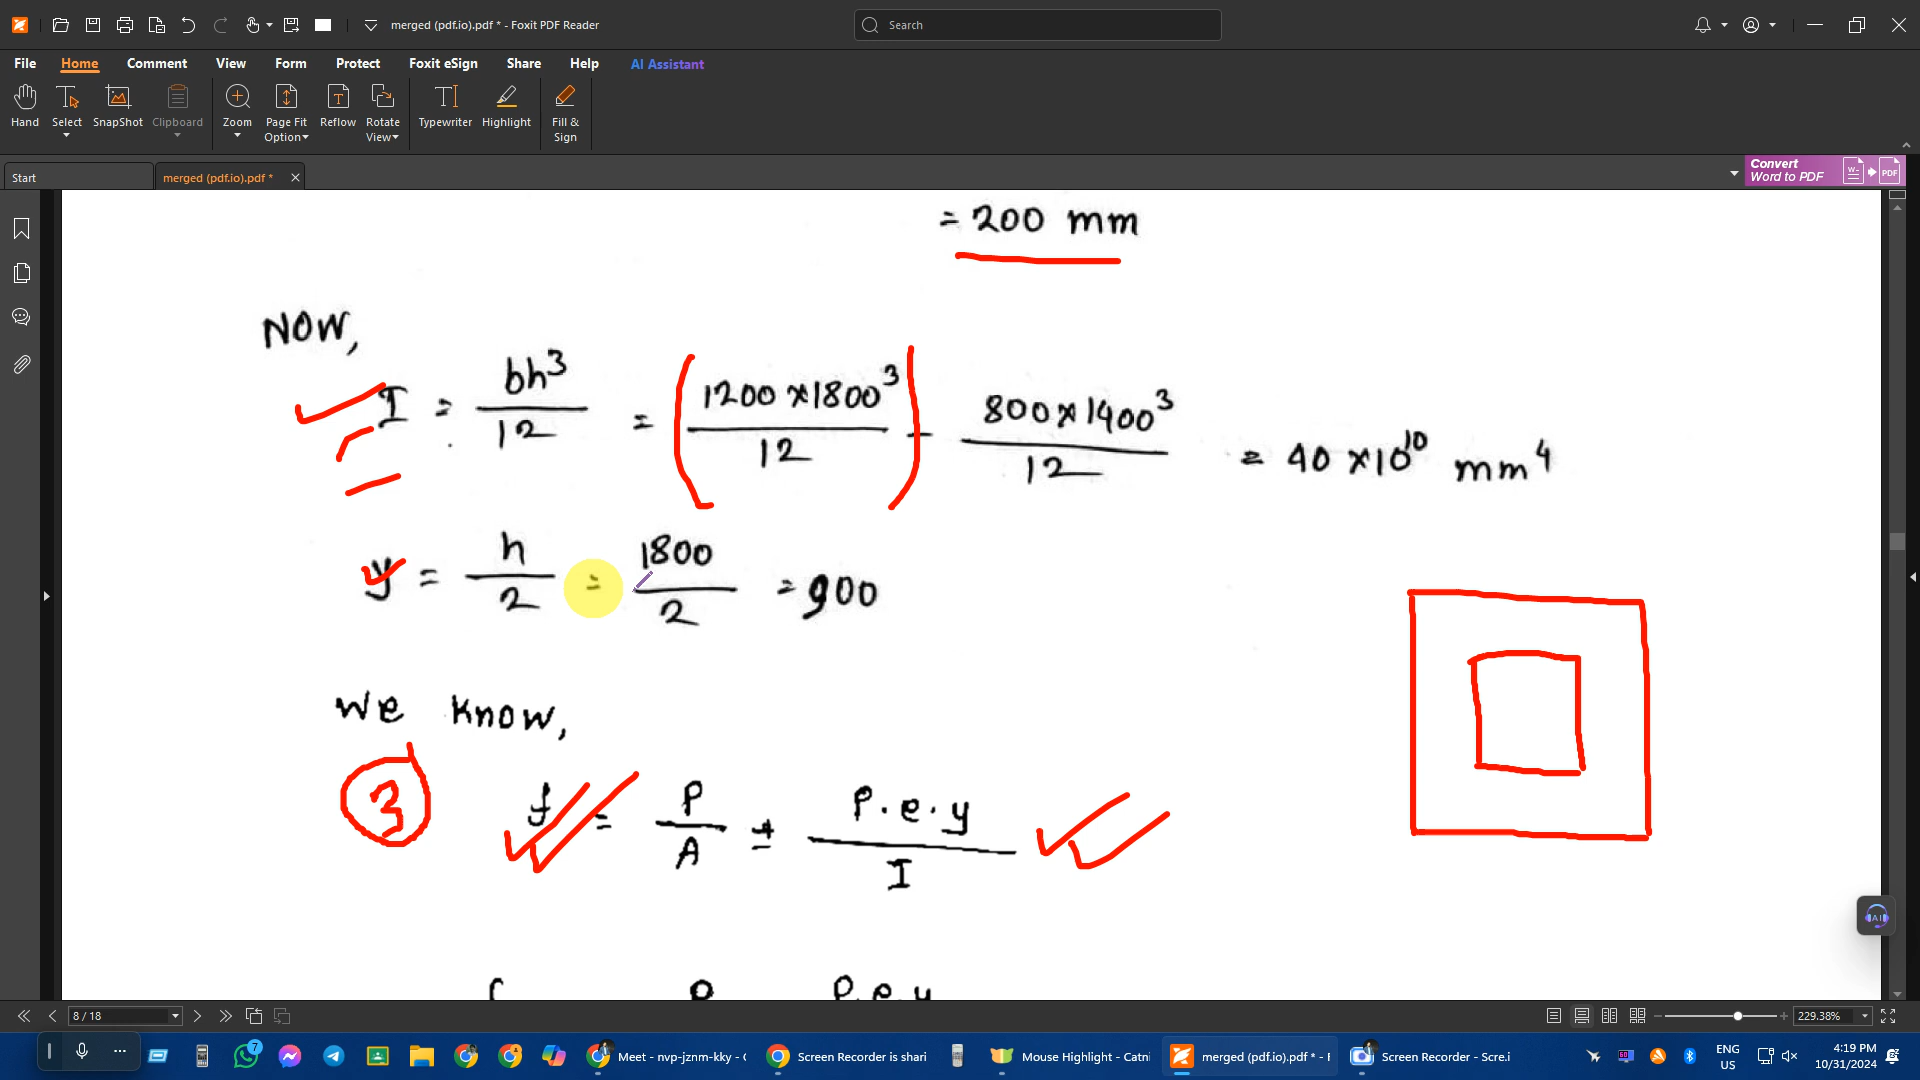 merged (pdf.io).pdf * - Foxit PDF Reader
Search
File Home Comment View Form Protect Foxit eSign Share Help AI Assistant
Hand Select SnapShot Clipboard Zoom Page Fit Option Reflow Rotate View Typewriter Highlight Fill & Sign
Start merged (pdf.io).pdf *
Convert Word to PDF
PDF
= 200 mm
NOW,
I = bh³/12 = (1200×1800³/12) - 800×1400³/12 = 40 ×10¹⁰ mm⁴
y = h/2 = 1800/2 = 900
We know,
3
f = P/A ± P.e.y/I
P P.e.y
AI
8 / 18
229.38%
7
Meet - nvp-jznm-kky - 
Screen Recorder is shari
Mouse Highlight - Catni
merged (pdf.io).pdf * - F
Screen Recorder - Scre.i
ENG US
4:19 PM
10/31/2024